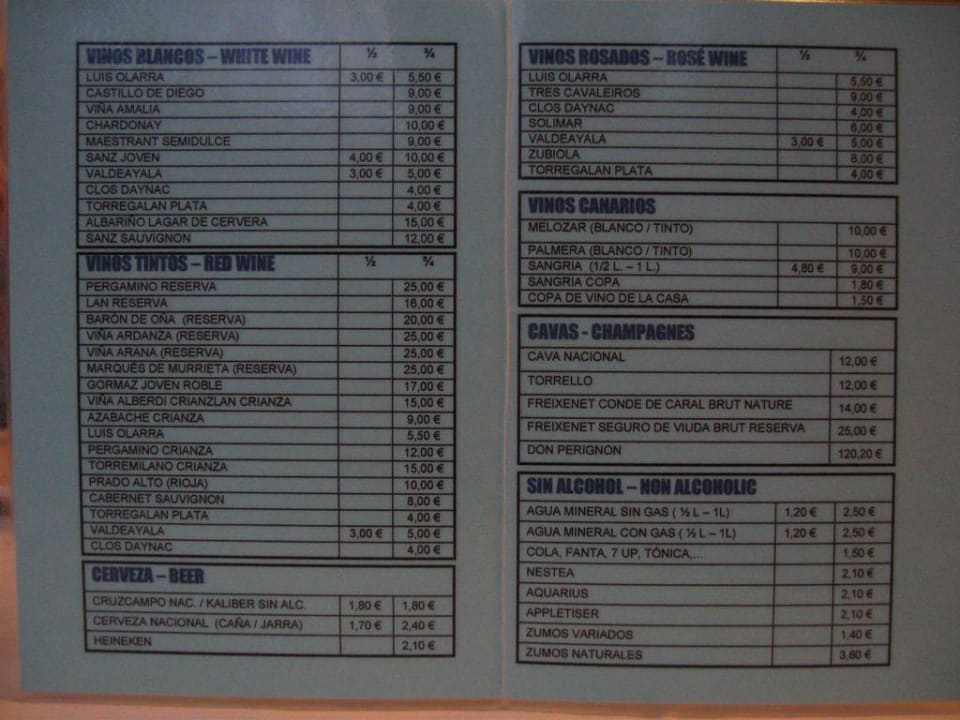 VINOS BLANCOS – WHITE WINE ½ ¾
LUIS OLARRA 3,00 € 5,50 €
CASTILLO DE DIEGO 9,00 €
VIÑA AMALIA 9,00 €
CHARDONAY 10,00 €
MAESTRANT SEMIDULCE 9,00 €
SANZ JOVEN 4,00 € 10,00 €
VALDEAYALA 3,00 € 5,00 €
CLOS DAYNAC 4,00 €
TORREGALAN PLATA 4,00 €
ALBARIÑO LAGAR DE CERVERA 15,00 €
SANZ SAUVIGNON 12,00 €
VINOS TINTOS – RED WINE ½ ¾
PERGAMINO RESERVA 25,00 €
LAN RESERVA 16,00 €
BARÓN DE OÑA (RESERVA) 20,00 €
VIÑA ARDANZA (RESERVA) 25,00 €
VIÑA ARANA (RESERVA) 25,00 €
MARQUÉS DE MURRIETA (RESERVA) 25,00 €
GORMAZ JOVEN ROBLE 17,00 €
VIÑA ALBERDI CRIANZLAN CRIANZA 15,00 €
AZABACHE CRIANZA 9,00 €
LUIS OLARRA 5,50 €
PERGAMINO CRIANZA 12,00 €
TORREMILANO CRIANZA 15,00 €
PRADO ALTO (RIOJA) 10,00 €
CABERNET SAUVIGNON 8,00 €
TORREGALAN PLATA 4,00 €
VALDEAYALA 3,00 € 5,00 €
CLOS DAYNAC 4,00 €
CERVEZA – BEER
CRUZCAMPO NAC. / KALIBER SIN ALC. 1,80 € 1,80 €
CERVEZA NACIONAL (CAÑA / JARRA) 1,70 € 2,40 €
HEINEKEN 2,10 €
VINOS ROSADOS – ROSÉ WINE ½ ¾
LUIS OLARRA 5,50 €
TRES CAVALEIROS 9,00 €
CLOS DAYNAC 4,00 €
SOLIMAR 6,00 €
VALDEAYALA 3,00 € 5,00 €
ZUBIOLA 8,00 €
TORREGALAN PLATA 4,00 €
VINOS CANARIOS
MELOZAR (BLANCO / TINTO) 10,00 €
PALMERA (BLANCO / TINTO) 10,00 €
SANGRIA (1/2 L. – 1 L.) 4,80 € 9,00 €
SANGRIA COPA 1,80 €
COPA DE VINO DE LA CASA 1,50 €
CAVAS - CHAMPAGNES
CAVA NACIONAL 12,00 €
TORRELLO 12,00 €
FREIXENET CONDE DE CARAL BRUT NATURE 14,00 €
FREIXENET SEGURO DE VIUDA BRUT RESERVA 25,00 €
DON PERIGNON 120,20 €
SIN ALCOHOL – NON ALCOHOLIC
AGUA MINERAL SIN GAS ( ½ L – 1L) 1,20 € 2,50 €
AGUA MINERAL CON GAS ( ½ L – 1L) 1,20 € 2,50 €
COLA, FANTA, 7 UP, TÓNICA,... 1,50 €
NESTEA 2,10 €
AQUARIUS 2,10 €
APPLETISER 2,10 €
ZUMOS VARIADOS 1,40 €
ZUMOS NATURALES 3,60 €